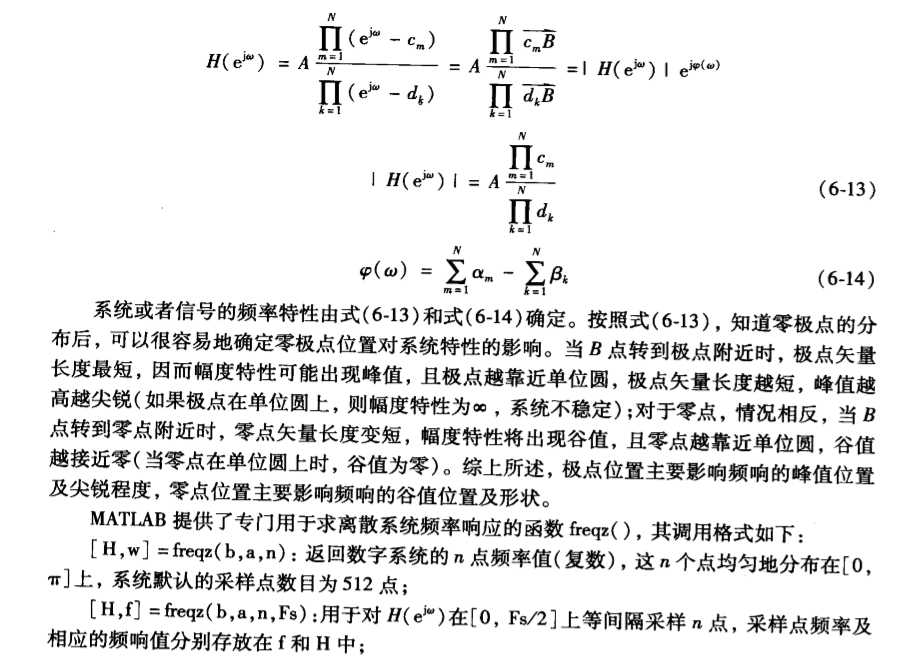 H(e^{jω}) = A \frac{\prod_{m=1}^{N}(e^{jω} - c_m)}{\prod_{k=1}^{N}(e^{jω} - d_k)} = A \frac{\prod_{m=1}^{N}\overrightarrow{c_m B}}{\prod_{k=1}^{N}\overrightarrow{d_k B}} = | H(e^{jω}) | e^{jφ(ω)}
| H(e^{jω}) | = A \frac{\prod_{m=1}^{N} c_m}{\prod_{k=1}^{N} d_k} (6-13)
φ(ω) = \sum_{m=1}^{N} α_m - \sum_{k=1}^{N} β_k (6-14)
系统或者信号的频率特性由式(6-13)和式(6-14)确定。按照式(6-13)，知道零极点的分
布后，可以很容易地确定零极点位置对系统特性的影响。当 B 点转到极点附近时，极点矢量
长度最短，因而幅度特性可能出现峰值，且极点越靠近单位圆，极点矢量长度越短，峰值越
高越尖锐(如果极点在单位圆上，则幅度特性为∞，系统不稳定)；对于零点，情况相反，当 B
点转到零点附近时，零点矢量长度变短，幅度特性将出现谷值，且零点越靠近单位圆，谷值
越接近零(当零点在单位圆上时，谷值为零)。综上所述，极点位置主要影响频响的峰值位置
及尖锐程度，零点位置主要影响频响的谷值位置及形状。
MATLAB 提供了专门用于求离散系统频率响应的函数 freqz()，其调用格式如下：
[H,w]=freqz(b,a,n)：返回数字系统的 n 点频率值(复数)，这 n 个点均匀地分布在[0,
π]上，系统默认的采样点数目为 512 点；
[H,f]=freqz(b,a,n,Fs)：用于对 H(e^{jω})在[0, Fs/2]上等间隔采样 n 点，采样点频率及
相应的频响值分别存放在 f 和 H 中；